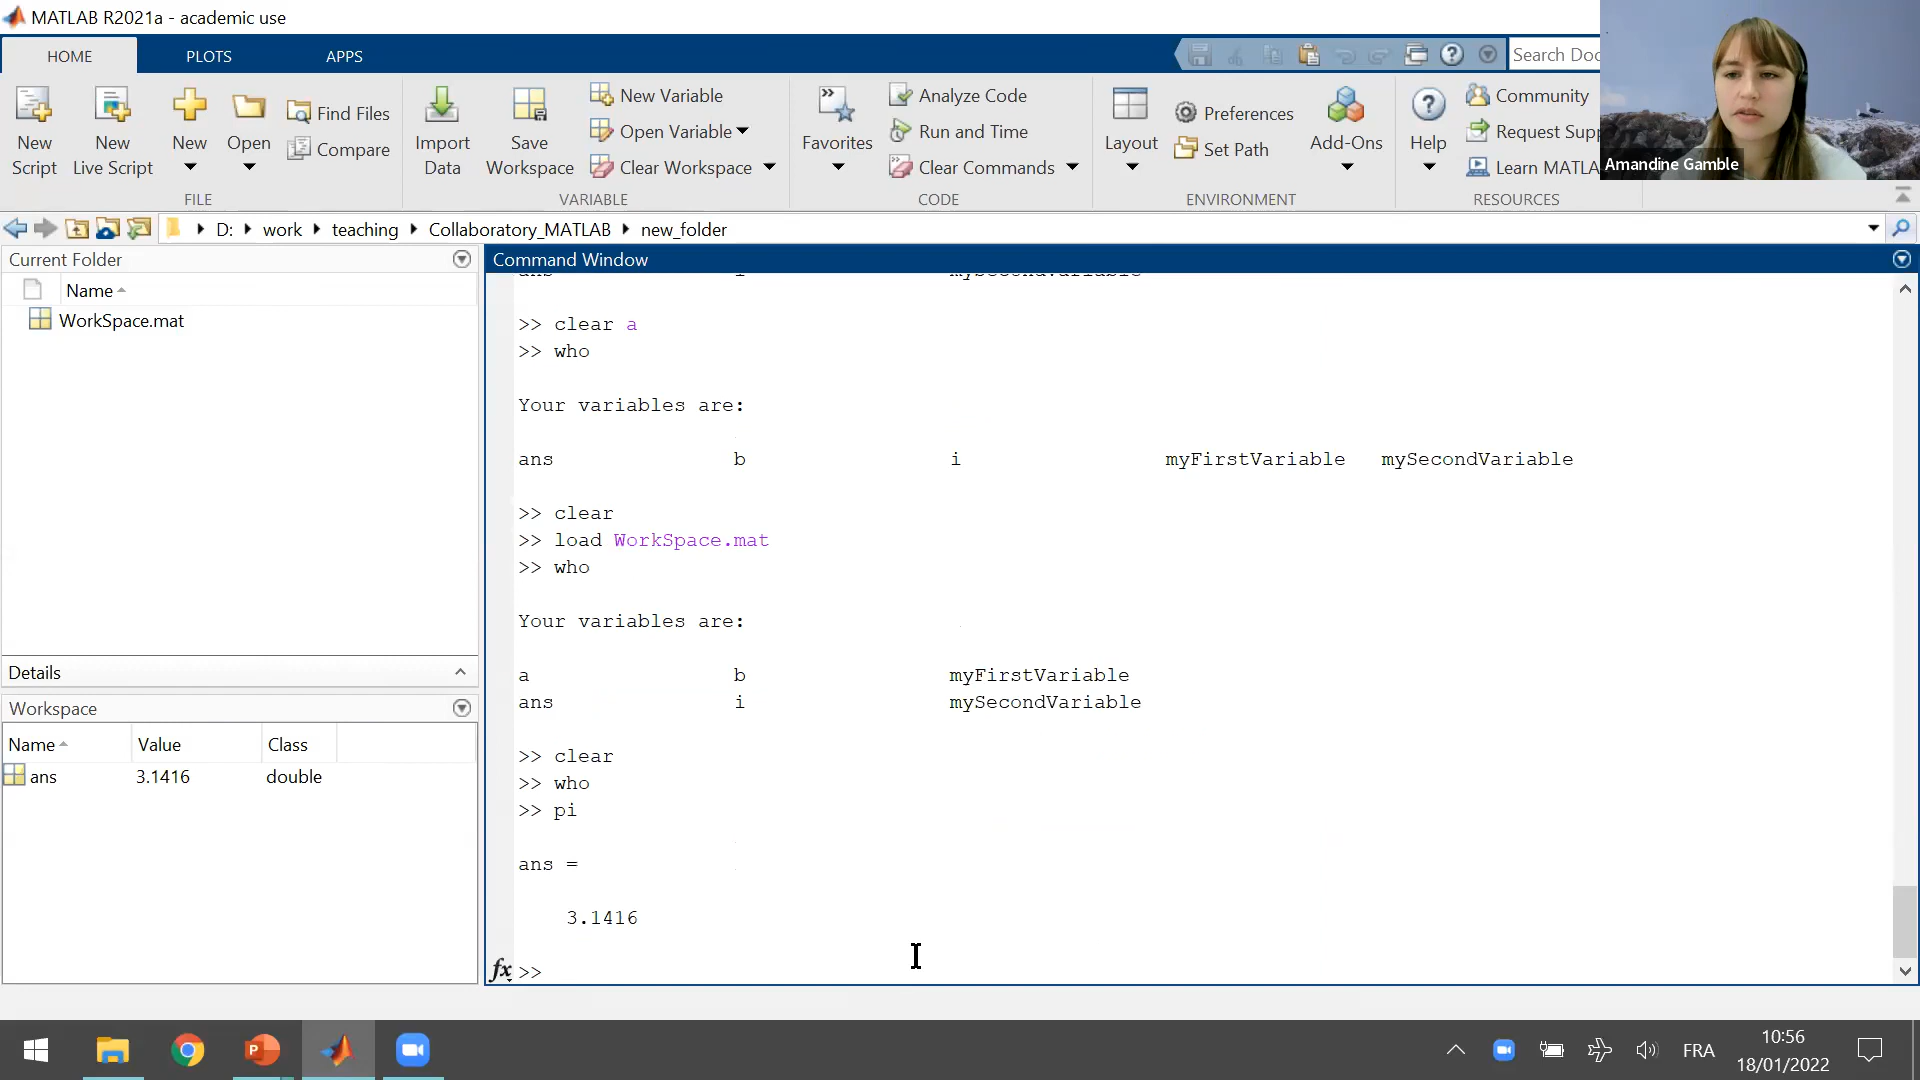 MATLAB R2021a - academic use
HOME PLOTS APPS
Search Doc
New Script
New Live Script
New
Open
Find Files
Compare
FILE
Import Data
Save Workspace
New Variable
Open Variable
Clear Workspace
VARIABLE
Favorites
Analyze Code
Run and Time
Clear Commands
CODE
Layout
Preferences
Set Path
Add-Ons
ENVIRONMENT
Help
Community
Request Supp
Learn MATLA
RESOURCES
Amandine Gamble
D: work teaching Collaboratory_MATLAB new_folder
Current Folder
Name
WorkSpace.mat
Details
Workspace
Name Value Class
ans 3.1416 double
Command Window
>> clear a
>> who
Your variables are:
ans b i myFirstVariable mySecondVariable
>> clear
>> load WorkSpace.mat
>> who
Your variables are:
a b myFirstVariable
ans i mySecondVariable
>> clear
>> who
>> pi
ans =
3.1416
fx >>
FRA
10:56
18/01/2022